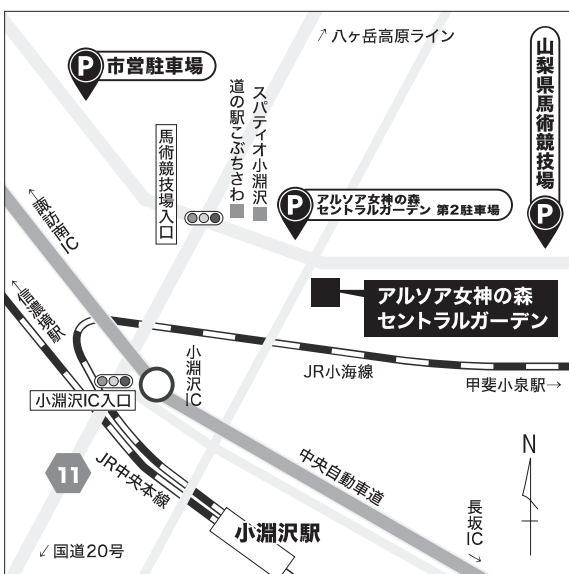 ↗八ヶ岳高原ライン
P 市営駐車場
山梨県馬術競技場
P
スパティオ小淵沢
道の駅こぶちさわ
馬術競技場入口
P アルソア女神の森
セントラルガーデン 第2駐車場
↑諏訪南IC
アルソア女神の森
セントラルガーデン
↑信濃境駅
小淵沢IC
JR小海線
甲斐小泉駅→
小淵沢IC入口
中央自動車道
N
11
JR中央本線
長坂IC→
小淵沢駅
↙国道20号